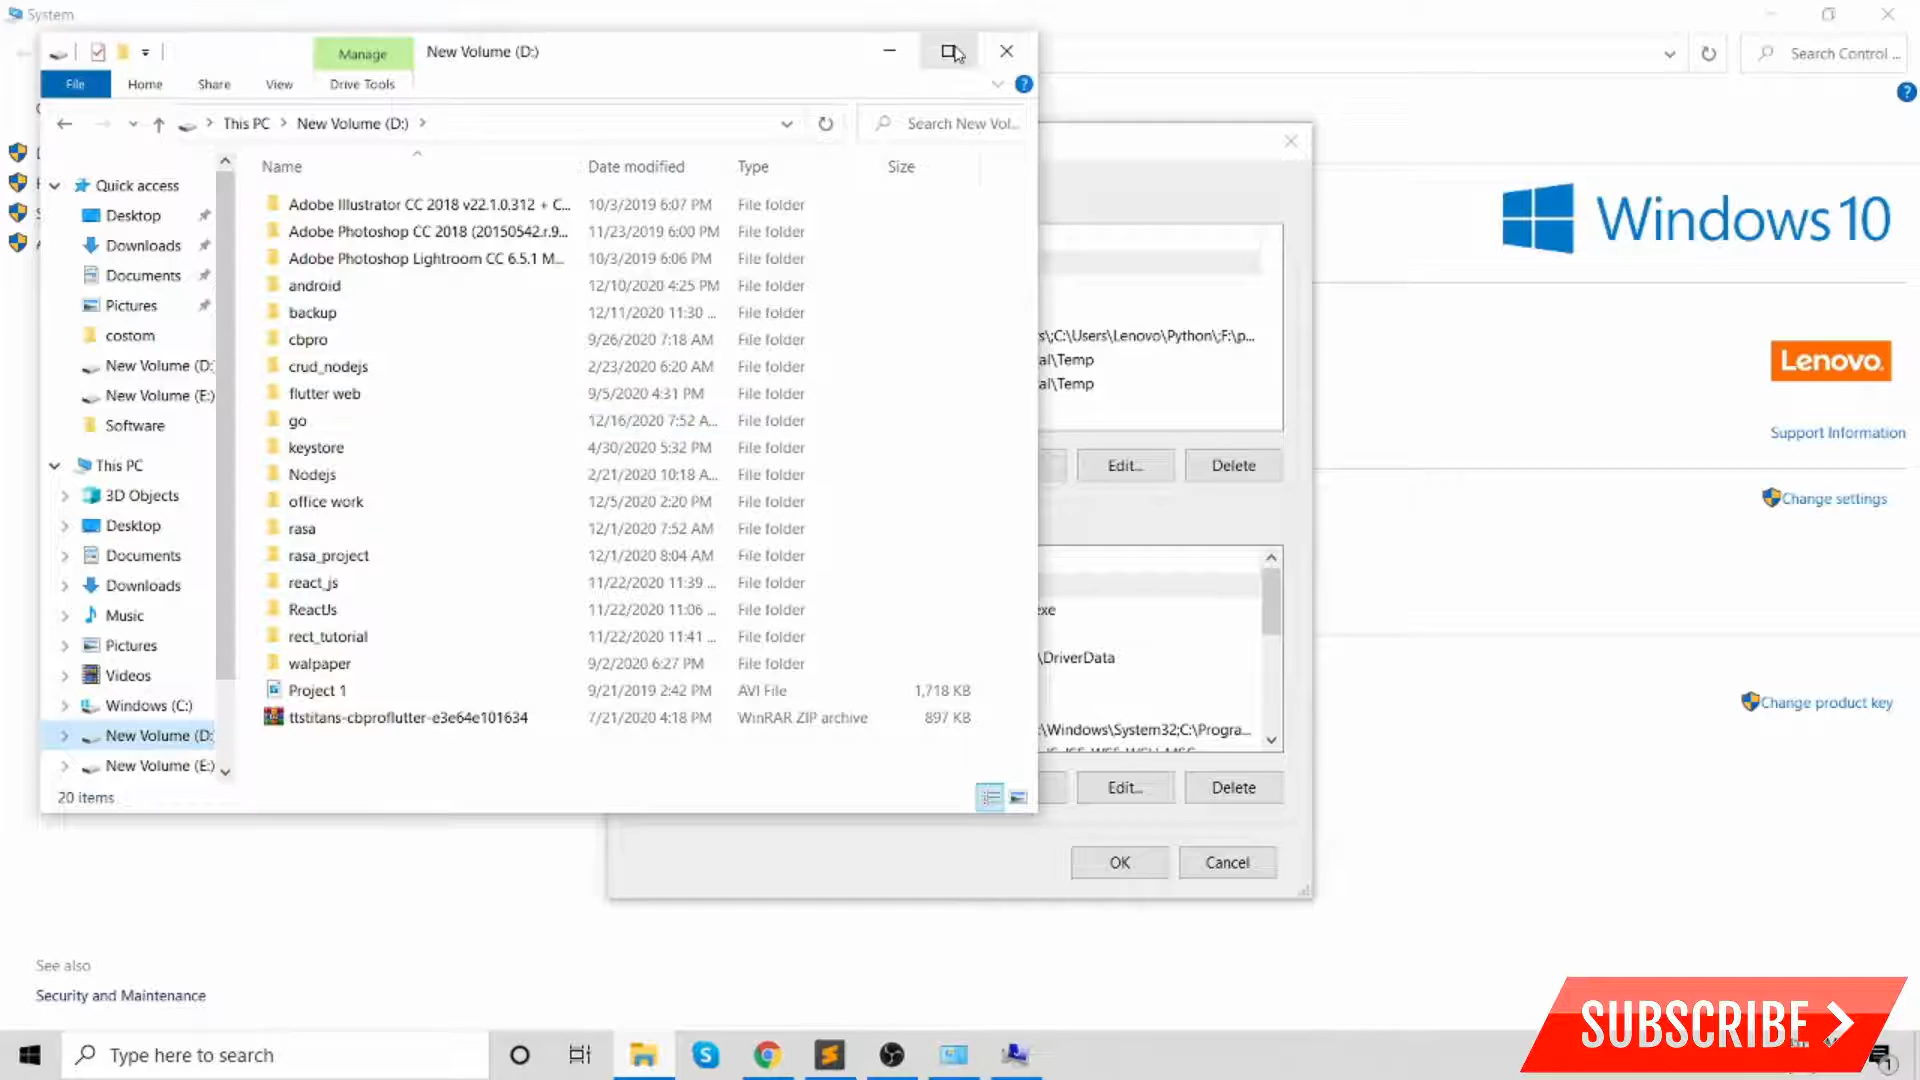 System
Manage
New Volume (D:)
File
Home
Share
View
Drive Tools
Search Control ...
This PC
New Volume (D:)
Search New Vol...
Name
Date modified
Type
Size
Quick access
Desktop
Downloads
Documents
Pictures
costom
New Volume (D:
New Volume (E:)
Software
This PC
3D Objects
Desktop
Documents
Downloads
Music
Pictures
Videos
Windows (C:)
New Volume (D:
New Volume (E:)
Adobe Illustrator CC 2018 v22.1.0.312 + C... 10/3/2019 6:07 PM File folder
Adobe Photoshop CC 2018 (20150542.r.9... 11/23/2019 6:00 PM File folder
Adobe Photoshop Lightroom CC 6.5.1 M... 10/3/2019 6:06 PM File folder
android 12/10/2020 4:25 PM File folder
backup 12/11/2020 11:30 ... File folder
cbpro 9/26/2020 7:18 AM File folder
crud_nodejs 2/23/2020 6:20 AM File folder
flutter web 9/5/2020 4:31 PM File folder
go 12/16/2020 7:52 A... File folder
keystore 4/30/2020 5:32 PM File folder
Nodejs 2/21/2020 10:18 A... File folder
office work 12/5/2020 2:20 PM File folder
rasa 12/1/2020 7:52 AM File folder
rasa_project 12/1/2020 8:04 AM File folder
react_js 11/22/2020 11:39 ... File folder
ReactJs 11/22/2020 11:06 ... File folder
rect_tutorial 11/22/2020 11:41 ... File folder
walpaper 9/2/2020 6:27 PM File folder
Project 1 9/21/2019 2:42 PM AVI File 1,718 KB
ttstitans-cbproflutter-e3e64e101634 7/21/2020 4:18 PM WinRAR ZIP archive 897 KB
20 items
s\;C:\Users\Lenovo\Python\;F:\p...
al\Temp
al\Temp
Edit...
Delete
exe
\DriverData
:\Windows\System32;C:\Progra...
Edit...
Delete
OK
Cancel
Windows 10
Lenovo
Support Information
Change settings
Change product key
See also
Security and Maintenance
Type here to search
SUBSCRIBE
1